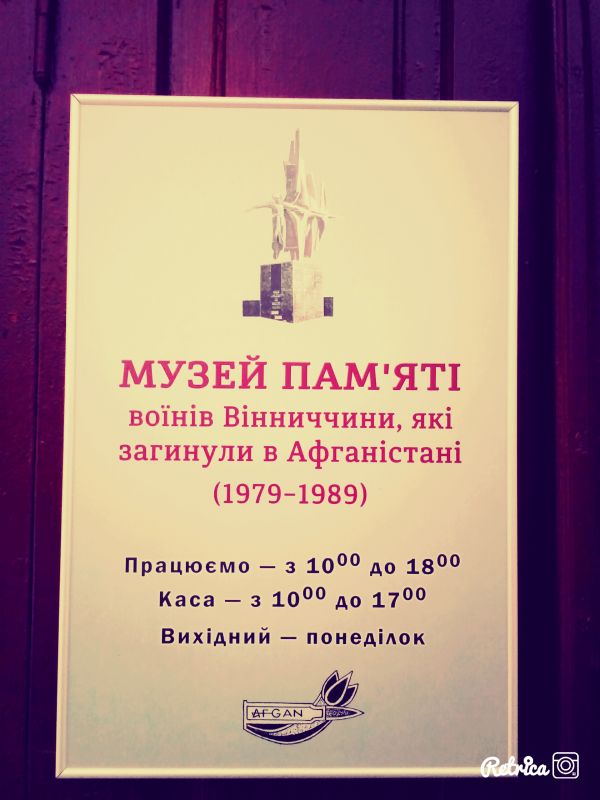 МУЗЕЙ ПАМ'ЯТІ
воїнів Вінниччини, які
загинули в Афганістані
(1979–1989)
Працюємо — з 10⁰⁰ до 18⁰⁰
Каса — з 10⁰⁰ до 17⁰⁰
Вихідний — понеділок
AFGAN
Retrica